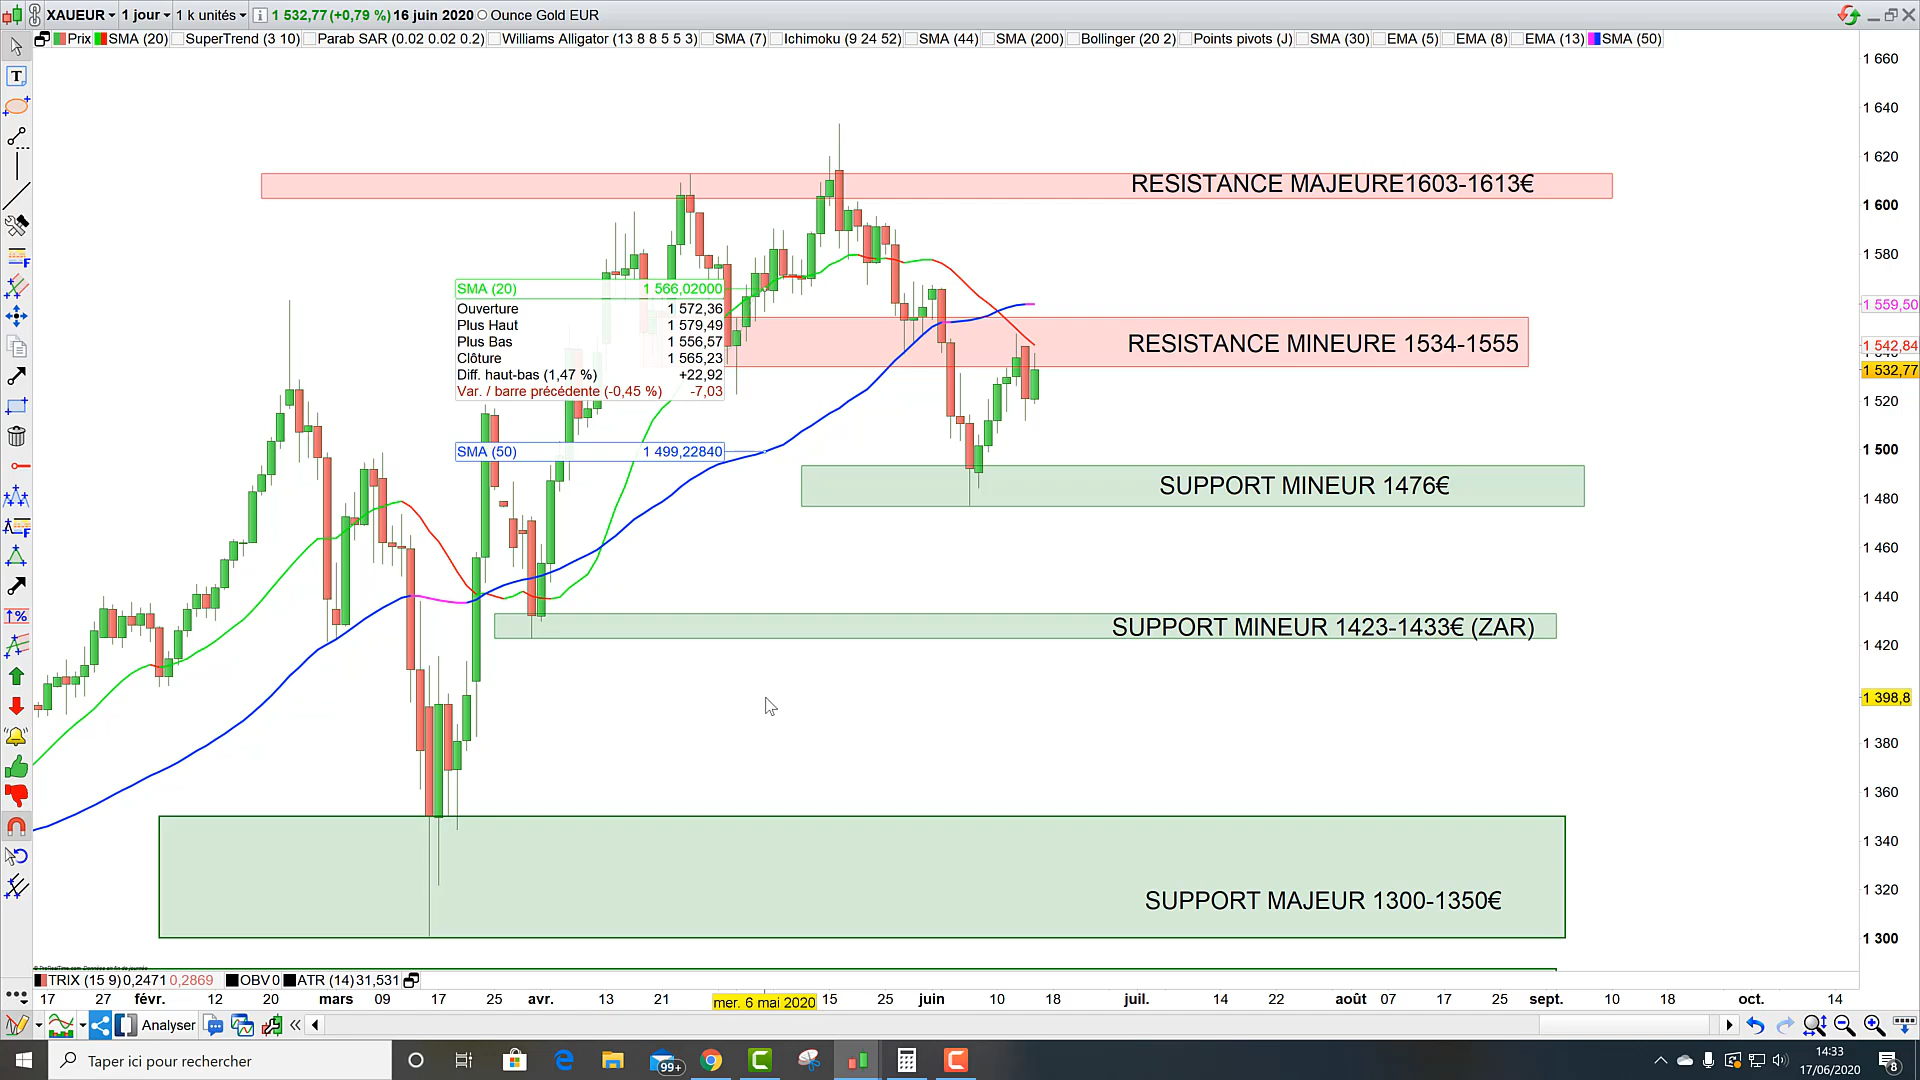 XAUEUR 1 jour 1 k unités 1 532,77 (+0,79 %) 16 juin 2020 Ounce Gold EUR
Prix SMA (20) SuperTrend (3 10) Parab SAR (0.02 0.02 0.2) Williams Alligator (13 8 8 5 5 3) SMA (7) Ichimoku (9 24 52) SMA (44) SMA (200) Bollinger (20 2) Points pivots (J) SMA (30) EMA (5) EMA (8) EMA (13) SMA (50)
1 660
1 640
1 620
RESISTANCE MAJEURE1603-1613€
1 600
1 580
SMA (20) 1 566,02000
1 559,50
Ouverture 1 572,36
Plus Haut 1 579,49
Plus Bas 1 556,57
Clôture 1 565,23
Diff. haut-bas (1,47 %) +22,92
Var. / barre précédente (-0,45 %) -7,03
RESISTANCE MINEURE 1534-1555
1 542,84
1 532,77
1 520
SMA (50) 1 499,22840
1 500
SUPPORT MINEUR 1476€
1 480
1 460
1 440
SUPPORT MINEUR 1423-1433€ (ZAR)
1 420
1 398,8
1 380
1 360
1 340
1 320
SUPPORT MAJEUR 1300-1350€
1 300
© ProRealTime.com Données en fin de journée
TRIX (15 9) 0,2471 0,2869 OBV 0 ATR (14) 31,531
17 27 févr. 12 20 mars 09 17 25 avr. 13 21 mer. 6 mai 2020 15 25 juin 10 18 juil. 14 22 août 07 17 25 sept. 10 18 oct. 14
Analyser
Taper ici pour rechercher
99+
14:33
17/06/2020
8